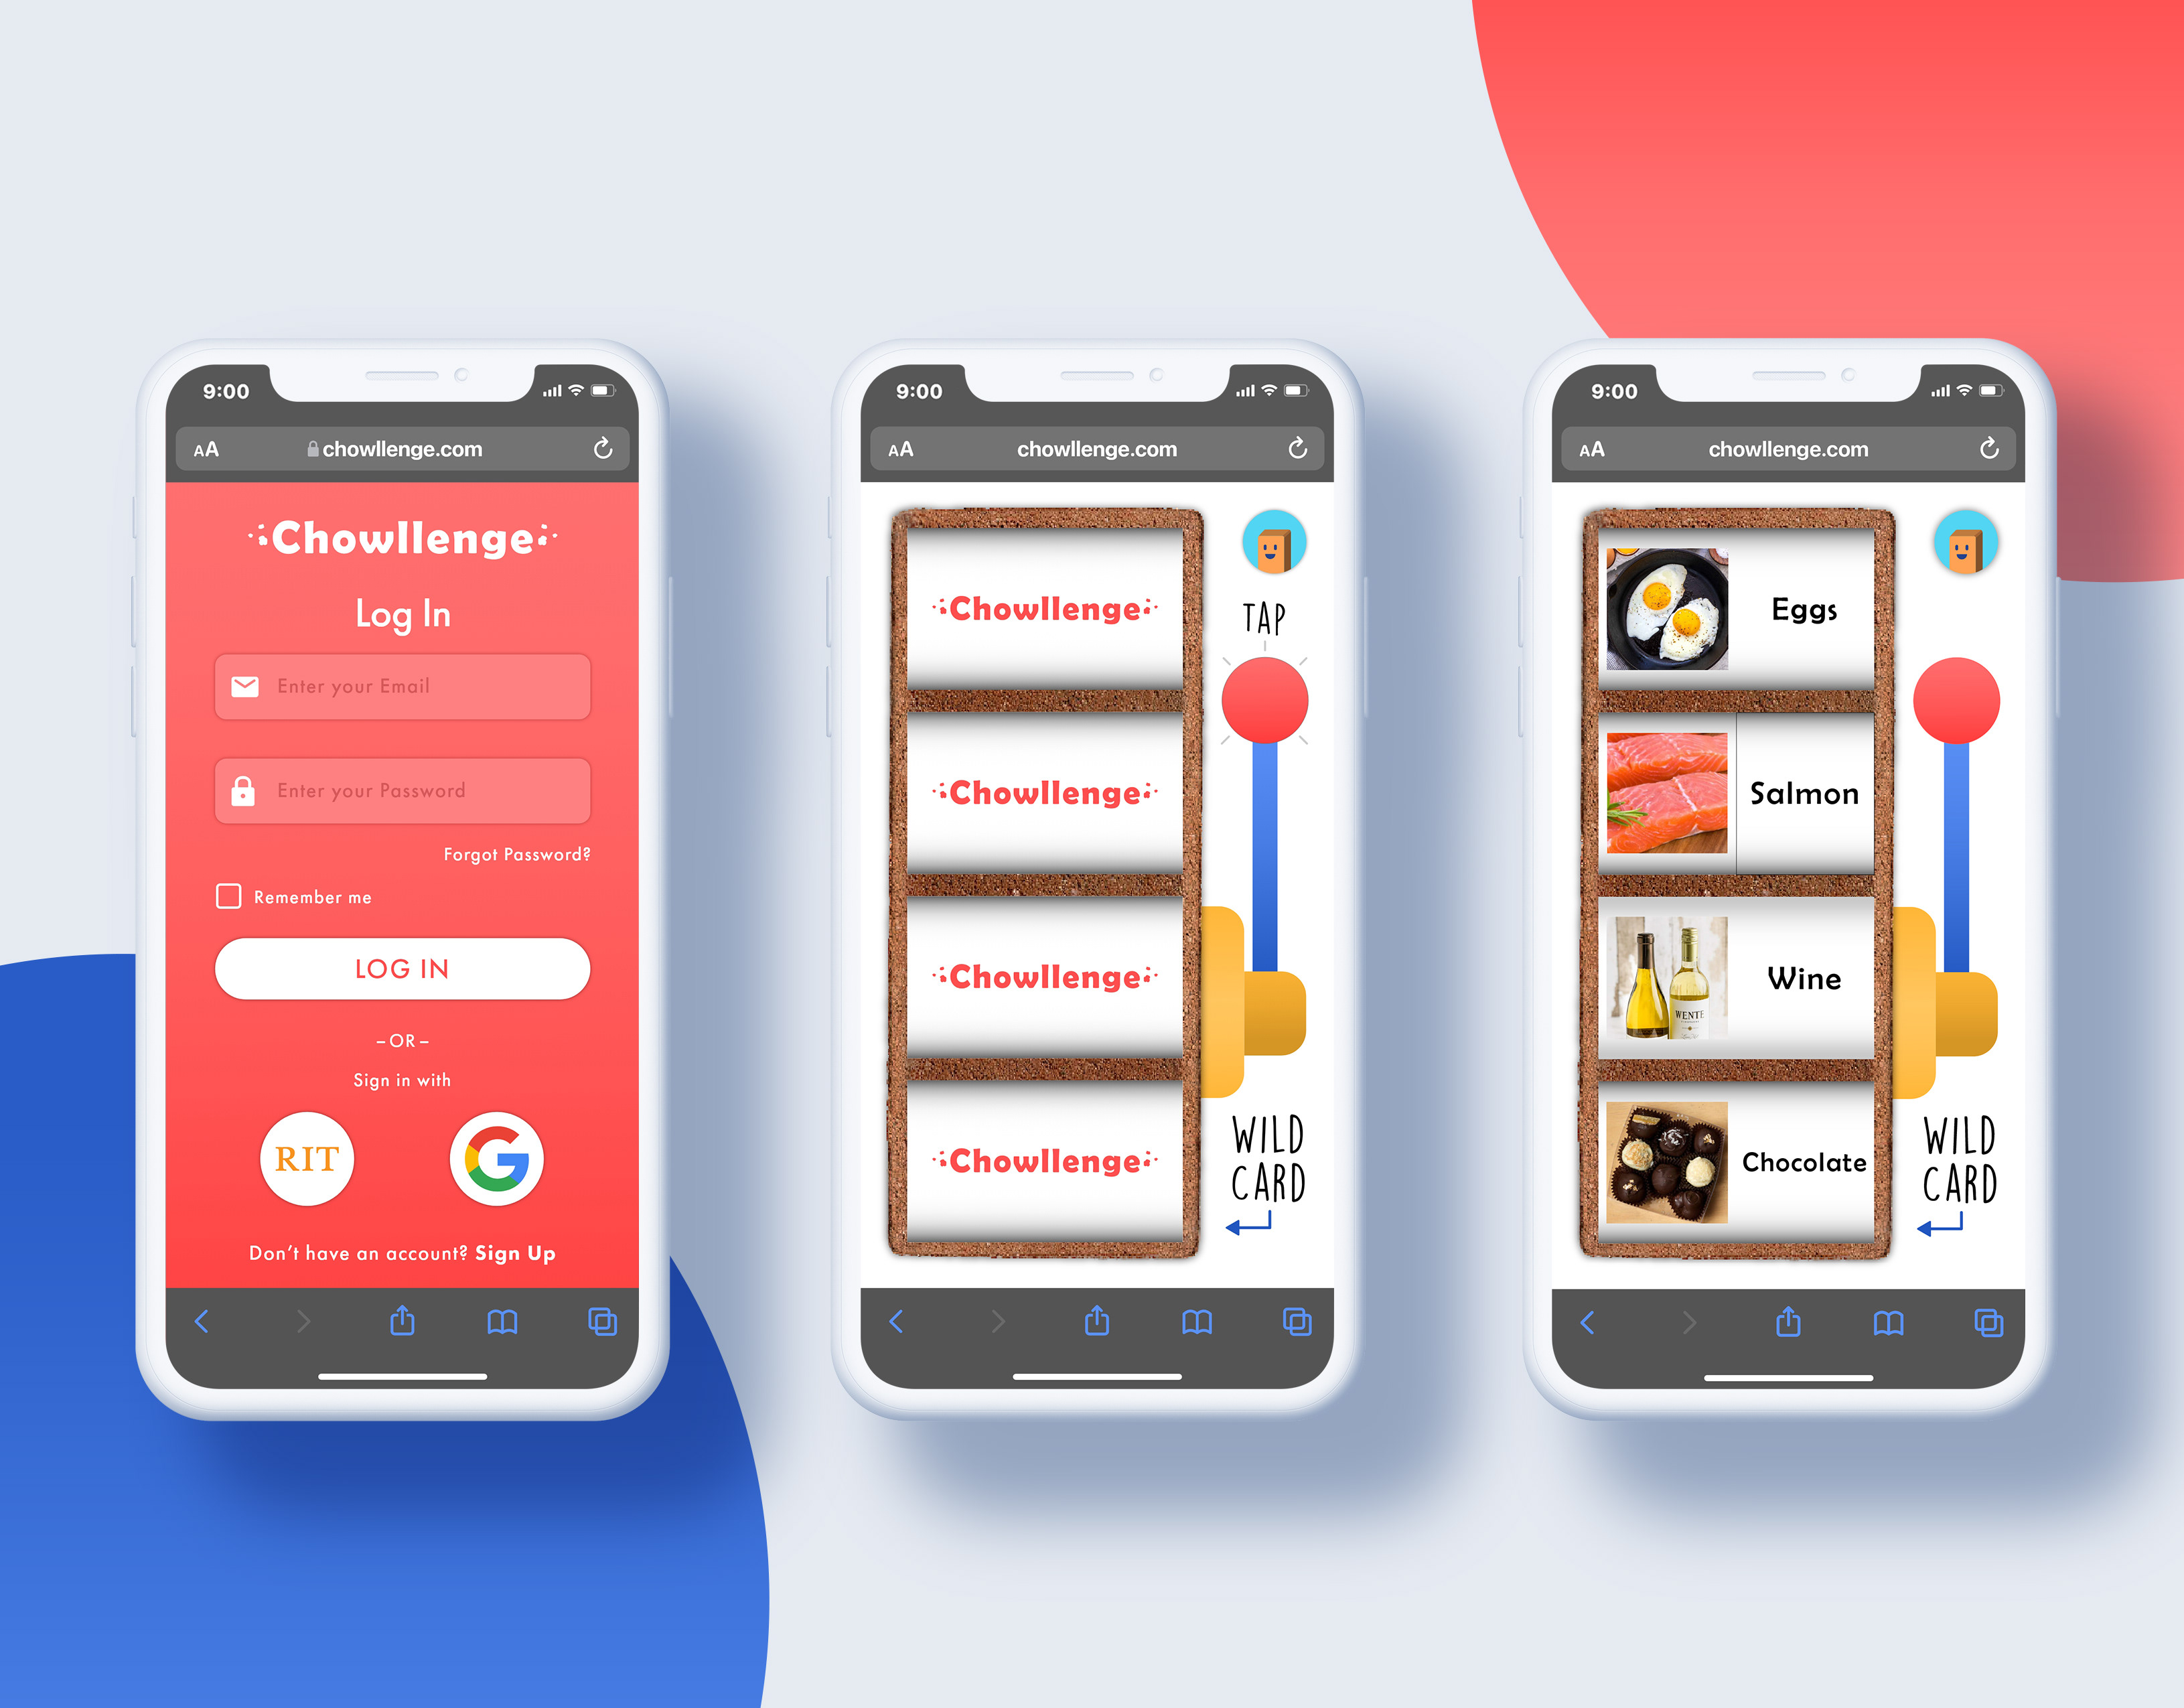 9:00
AA chowllenge.com
Chowllenge
Log In
Enter your Email
Enter your Password
Forgot Password?
Remember me
LOG IN
– OR –
Sign in with
RIT
G
Don't have an account? Sign Up
9:00
AA chowllenge.com
Chowllenge
TAP
Chowllenge
Chowllenge
WILD
CARD
Chowllenge
9:00
AA chowllenge.com
Eggs
Salmon
Wine
WENTE
WILD
CARD
Chocolate